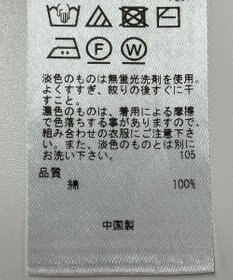 F W
淡色のものは無蛍光洗剤を使用。
よくすすぎ、絞りの後すぐに干
すこと。
濃色のものは、着用による摩擦
で色落ちする事がありますので、
組み合わせの衣服にご注意下さ
い。また、淡色のものとは別に
お洗い下さい。 105
品質
綿 100%
中国製